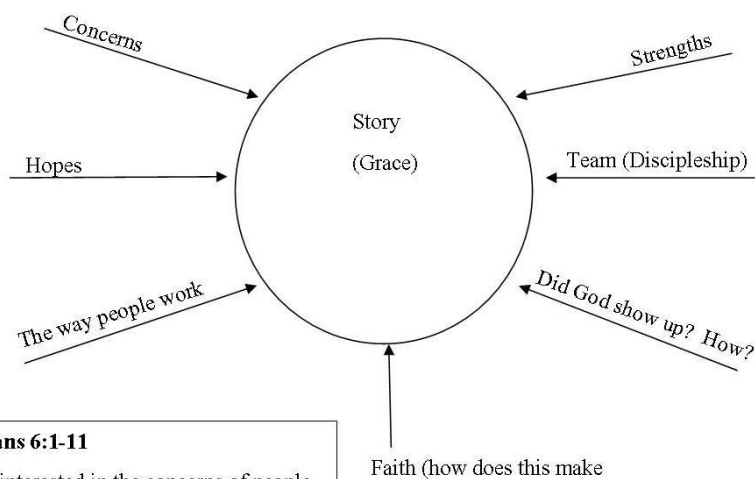 Concerns
Strengths
Story
(Grace)
Hopes
Team (Discipleship)
The way people work
Did God show up? How?
ans 6:1-11
interested in the concerns of people
Faith (how does this make